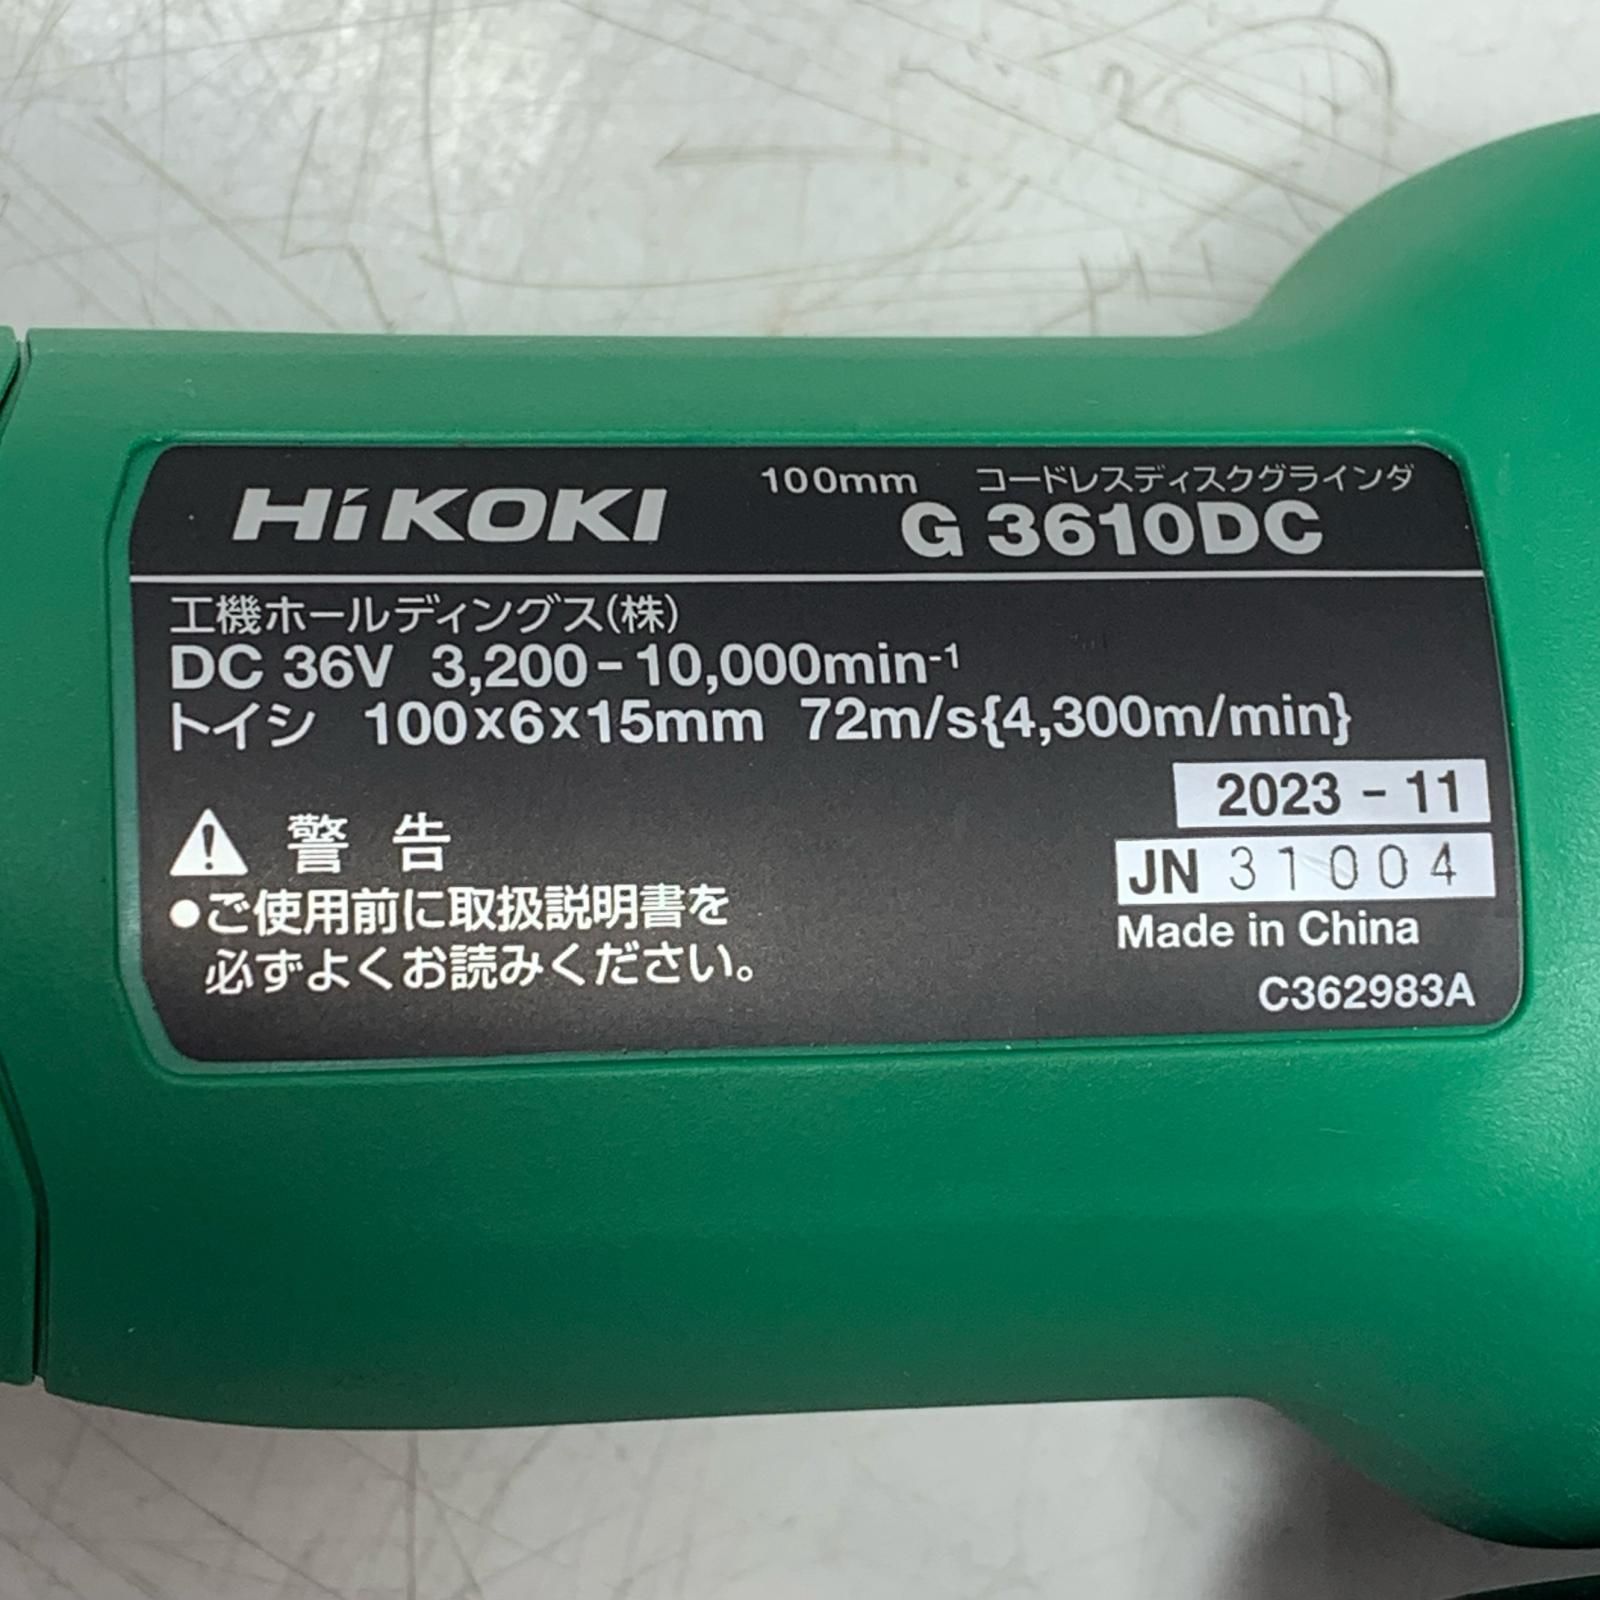 HiKOKI
100mm コードレスディスクグラインダ
G 3610DC
工機ホールディングス(株)
DC 36V 3,200-10,000min⁻¹
トイシ 100×6×15mm 72m/s{4,300m/min}
2023-11
JN 31004
Made in China
C362983A
警告
●ご使用前に取扱説明書を
必ずよくお読みください。